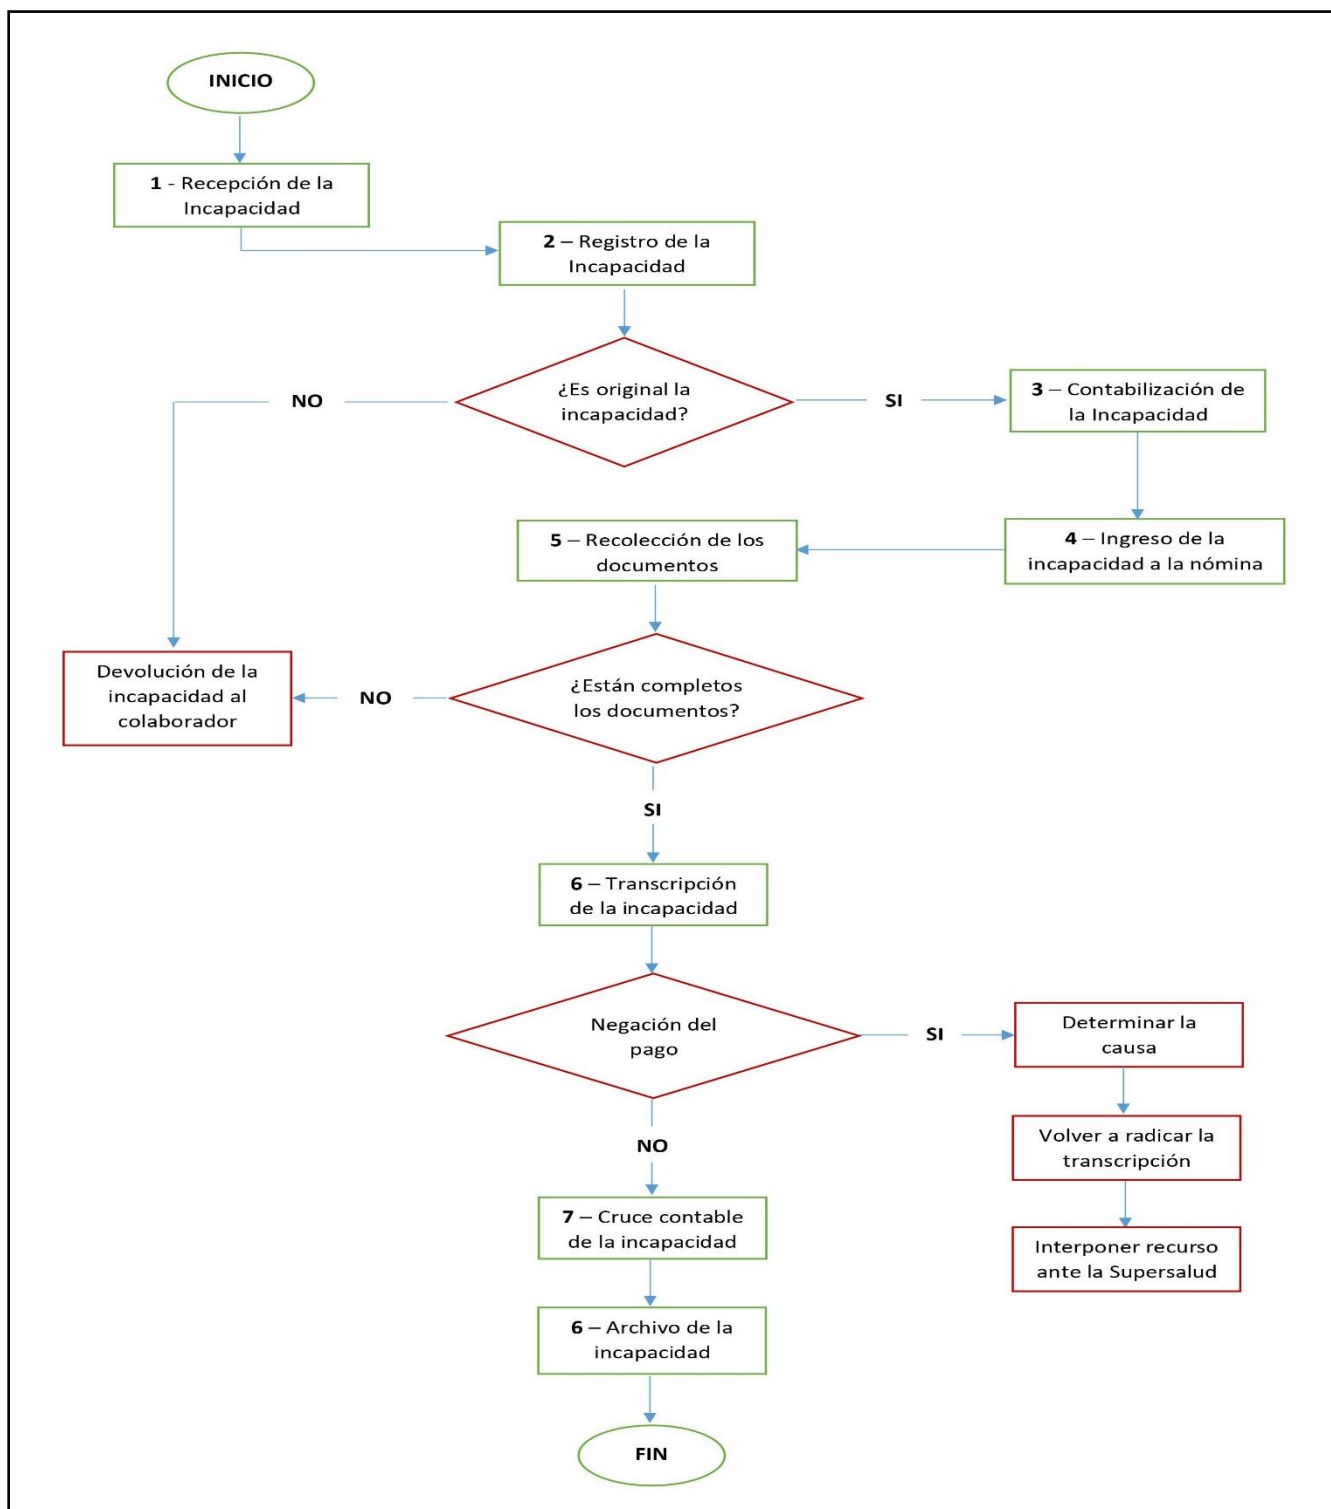 INICIO
1 - Recepción de la
Incapacidad
2 – Registro de la
Incapacidad
¿Es original la
incapacidad?
NO
SI
3 – Contabilización de
la Incapacidad
4 – Ingreso de la
incapacidad a la nómina
5 – Recolección de los
documentos
¿Están completos
los documentos?
NO
Devolución de la
incapacidad al
colaborador
SI
6 – Transcripción
de la incapacidad
Negación del
pago
SI
Determinar la
causa
Volver a radicar la
transcripción
Interponer recurso
ante la Supersalud
NO
7 – Cruce contable
de la incapacidad
6 – Archivo de la
incapacidad
FIN